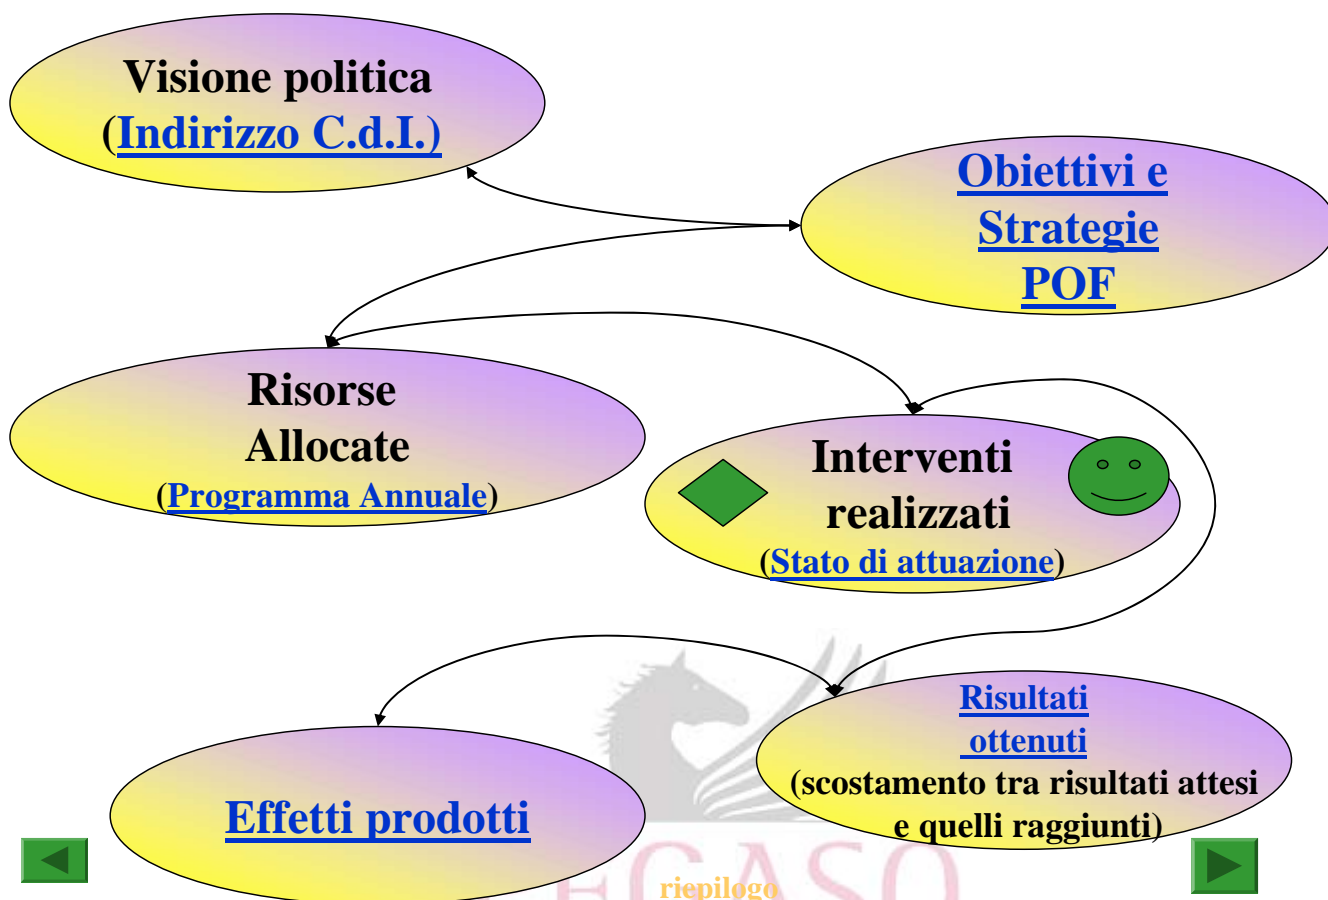 Visione politica
(Indirizzo C.d.I.)
Obiettivi e
Strategie
POF
Risorse
Allocate
(Programma Annuale)
Interventi
realizzati
(Stato di attuazione)
Risultati
ottenuti
(scostamento tra risultati attesi
e quelli raggiunti)
Effetti prodotti
riepilogo